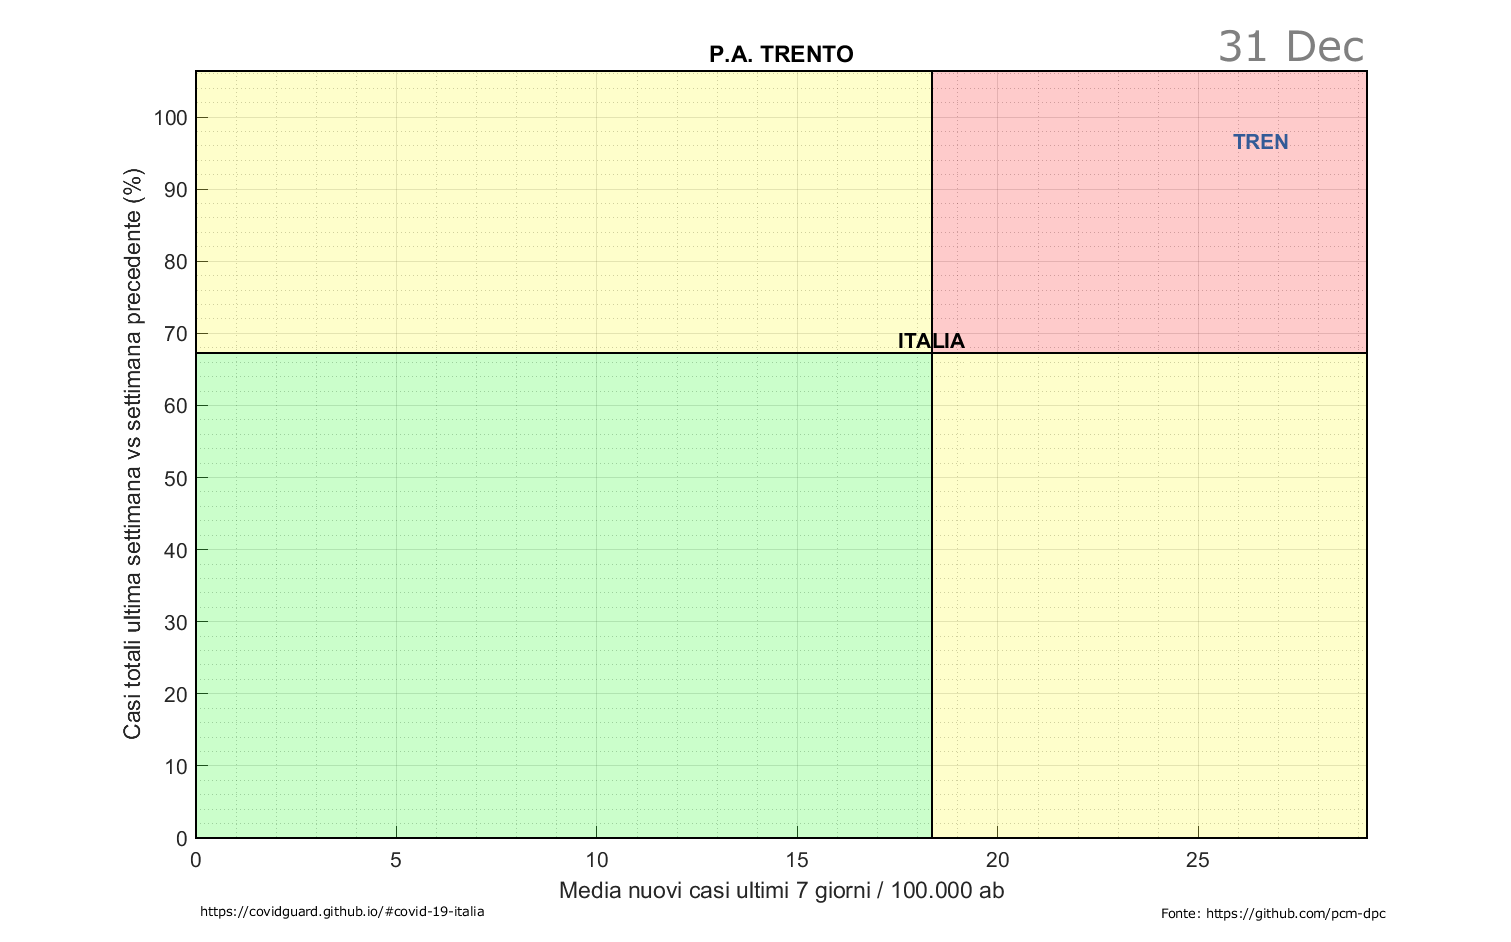 31 Dec
P.A. TRENTO
Casi totali ultima settimana vs settimana precedente (%)
100
90
80
70
60
50
40
30
20
10
0
TREN
ITALIA
0 5 10 15 20 25
Media nuovi casi ultimi 7 giorni / 100.000 ab
https://covidguard.github.io/#covid-19-italia
Fonte: https://github.com/pcm-dpc